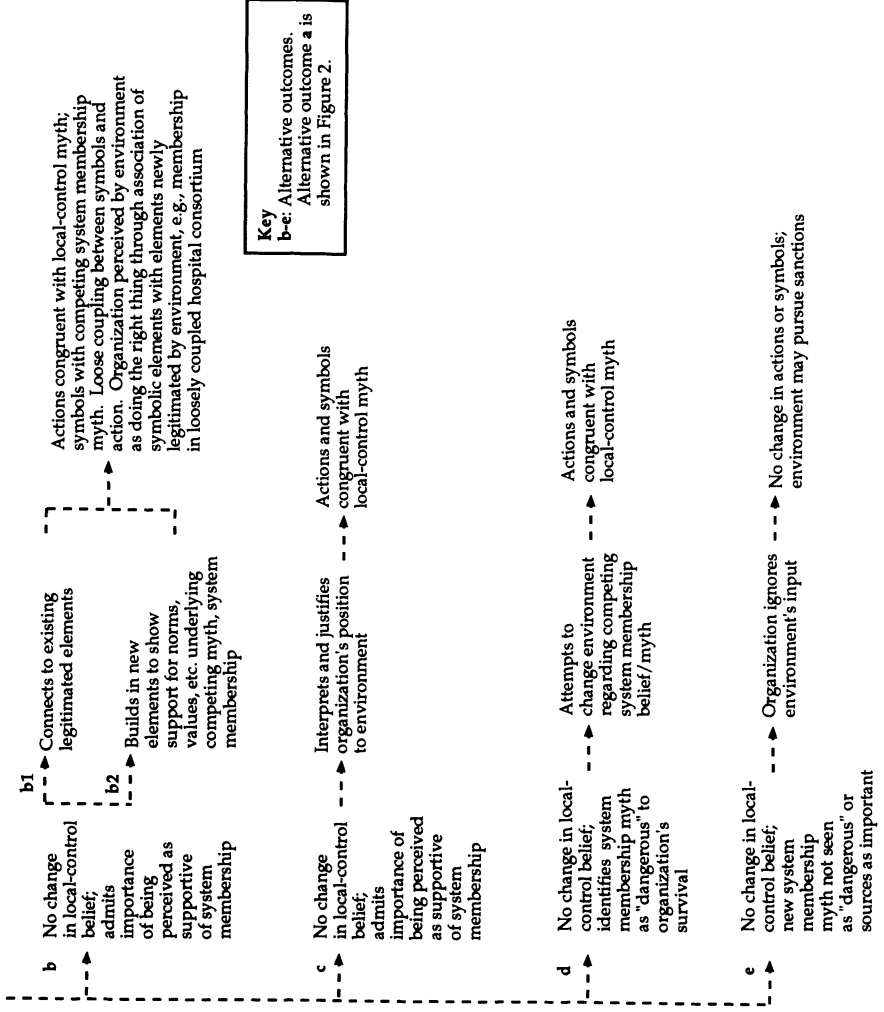 b
No change
in local-control
belief;
admits
importance
of being
perceived as
supportive
of system
membership
b1
Connects to existing
legitimated elements
b2
Builds in new
elements to show
support for norms,
values, etc. underlying
competing myth, system
membership
Actions congruent with local-control myth;
symbols with competing system membership
myth. Loose coupling between symbols and
action. Organization perceived by environment
as doing the right thing through association of
symbolic elements with elements newly
legitimated by environment, e.g., membership
in loosely coupled hospital consortium
c
No change
in local-control
belief;
admits
importance of
being perceived
as supportive
of system
membership
Interprets and justifies
organization's position
to environment
Actions and symbols
congruent with
local-control myth
Key
b-e: Alternative outcomes.
Alternative outcome a is
shown in Figure 2.
d
No change in local-
control belief;
identifies system
membership myth
as "dangerous" to
organization's
survival
Attempts to
change environment
regarding competing
system membership
belief/myth
Actions and symbols
congruent with
local-control myth
e
No change in local-
control belief;
new system
membership
myth not seen
as "dangerous" or
sources as important
Organization ignores
environment's input
No change in actions or symbols;
environment may pursue sanctions